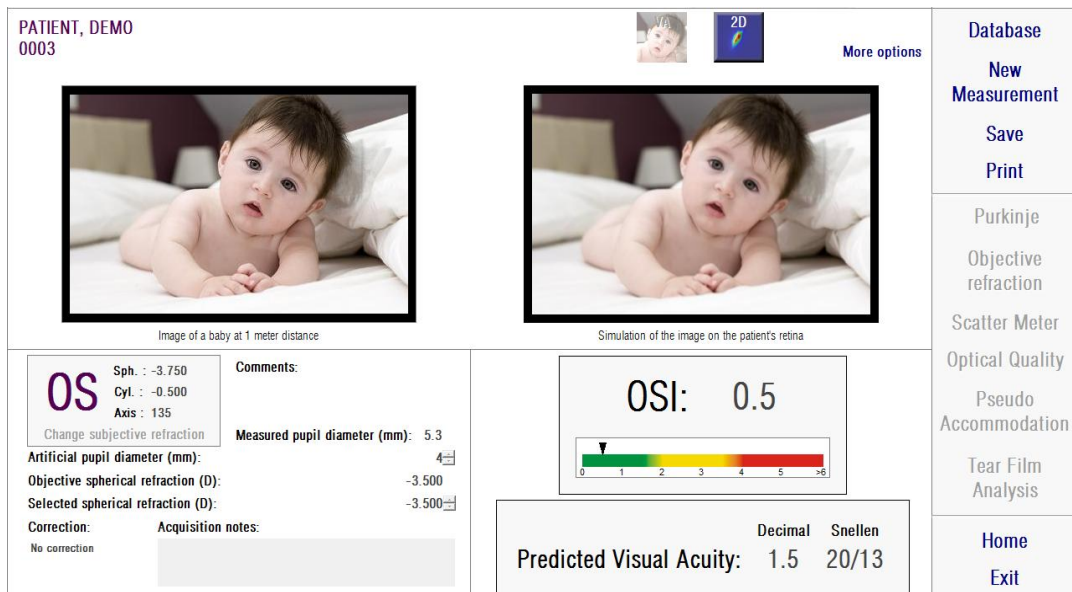 PATIENT, DEMO
0003
VA
2D
More options
Image of a baby at 1 meter distance
Simulation of the image on the patient's retina
OS
Sph. : -3.750
Cyl. : -0.500
Axis : 135
Change subjective refraction
Comments:
Measured pupil diameter (mm): 5.3
Artificial pupil diameter (mm): 4
Objective spherical refraction (D): -3.500
Selected spherical refraction (D): -3.500
Correction:
Acquisition notes:
No correction
OSI: 0.5
0 1 2 3 4 5 >6
Decimal Snellen
Predicted Visual Acuity: 1.5 20/13
Database
New
Measurement
Save
Print
Purkinje
Objective
refraction
Scatter Meter
Optical Quality
Pseudo
Accommodation
Tear Film
Analysis
Home
Exit